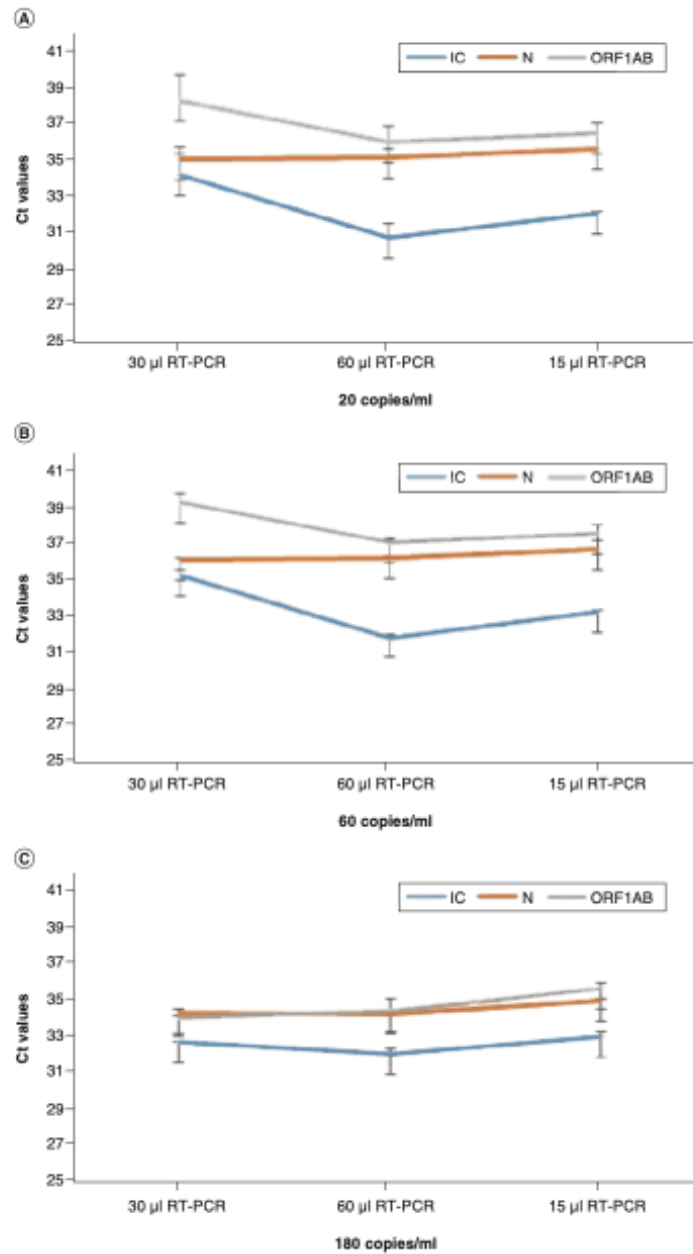 A
41
39
37
35
33
31
29
27
25
Ct values
IC N ORF1AB
30 µl RT-PCR 60 µl RT-PCR 15 µl RT-PCR
20 copies/ml
B
41
39
37
35
33
31
29
27
25
Ct values
IC N ORF1AB
30 µl RT-PCR 60 µl RT-PCR 15 µl RT-PCR
60 copies/ml
C
41
39
37
35
33
31
29
27
25
Ct values
IC N ORF1AB
30 µl RT-PCR 60 µl RT-PCR 15 µl RT-PCR
180 copies/ml